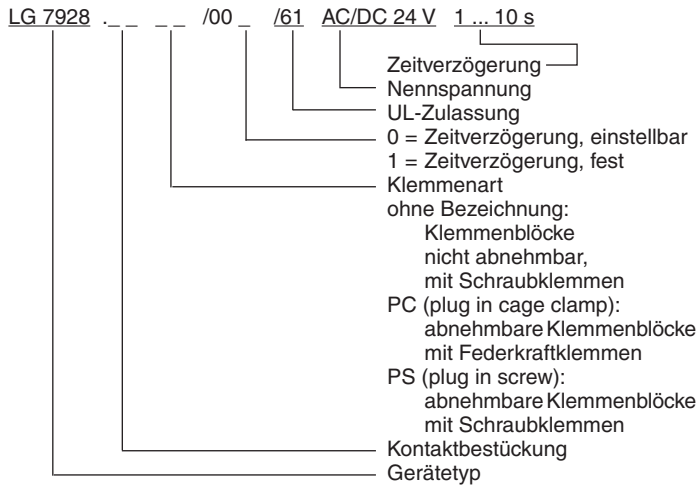 LG 7928 ._ _ _ _ /00 _ /61 AC/DC 24 V 1 ... 10 s
Zeitverzögerung
Nennspannung
UL-Zulassung
0 = Zeitverzögerung, einstellbar
1 = Zeitverzögerung, fest
Klemmenart
ohne Bezeichnung:
Klemmenblöcke
nicht abnehmbar,
mit Schraubklemmen
PC (plug in cage clamp):
abnehmbare Klemmenblöcke
mit Federkraftklemmen
PS (plug in screw):
abnehmbare Klemmenblöcke
mit Schraubklemmen
Kontaktbestückung
Gerätetyp